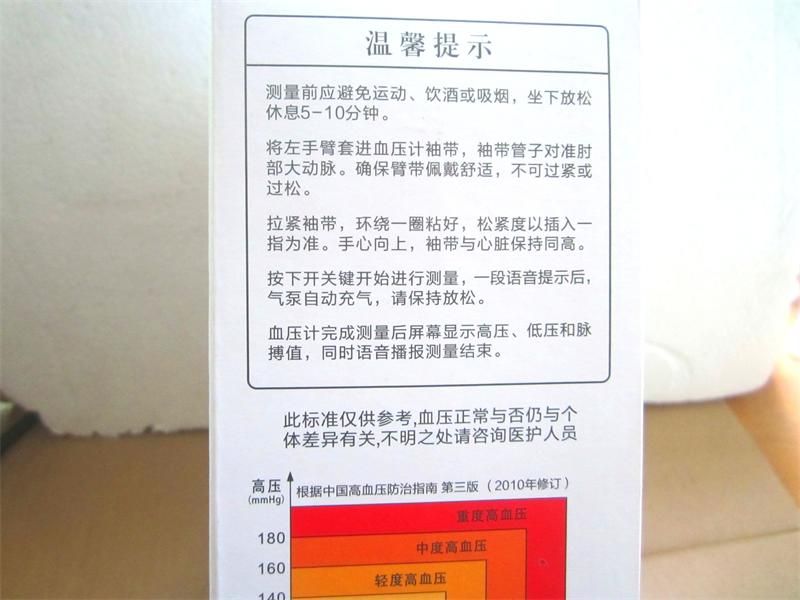 温馨提示
测量前应避免运动、饮酒或吸烟，坐下放松
休息5-10分钟。
将左手臂套进血压计袖带，袖带管子对准肘
部大动脉。确保臂带佩戴舒适，不可过紧或
过松。
拉紧袖带，环绕一圈粘好，松紧度以插入一
指为准。手心向上，袖带与心脏保持同高。
按下开关键开始进行测量，一段语音提示后，
气泵自动充气，请保持放松。
血压计完成测量后屏幕显示高压、低压和脉
搏值，同时语音播报测量结束。
此标准仅供参考,血压正常与否仍与个
体差异有关,不明之处请咨询医护人员
高压
(mmHg)
根据中国高血压防治指南 第三版 （2010年修订）
重度高血压
180
中度高血压
160
轻度高血压
140